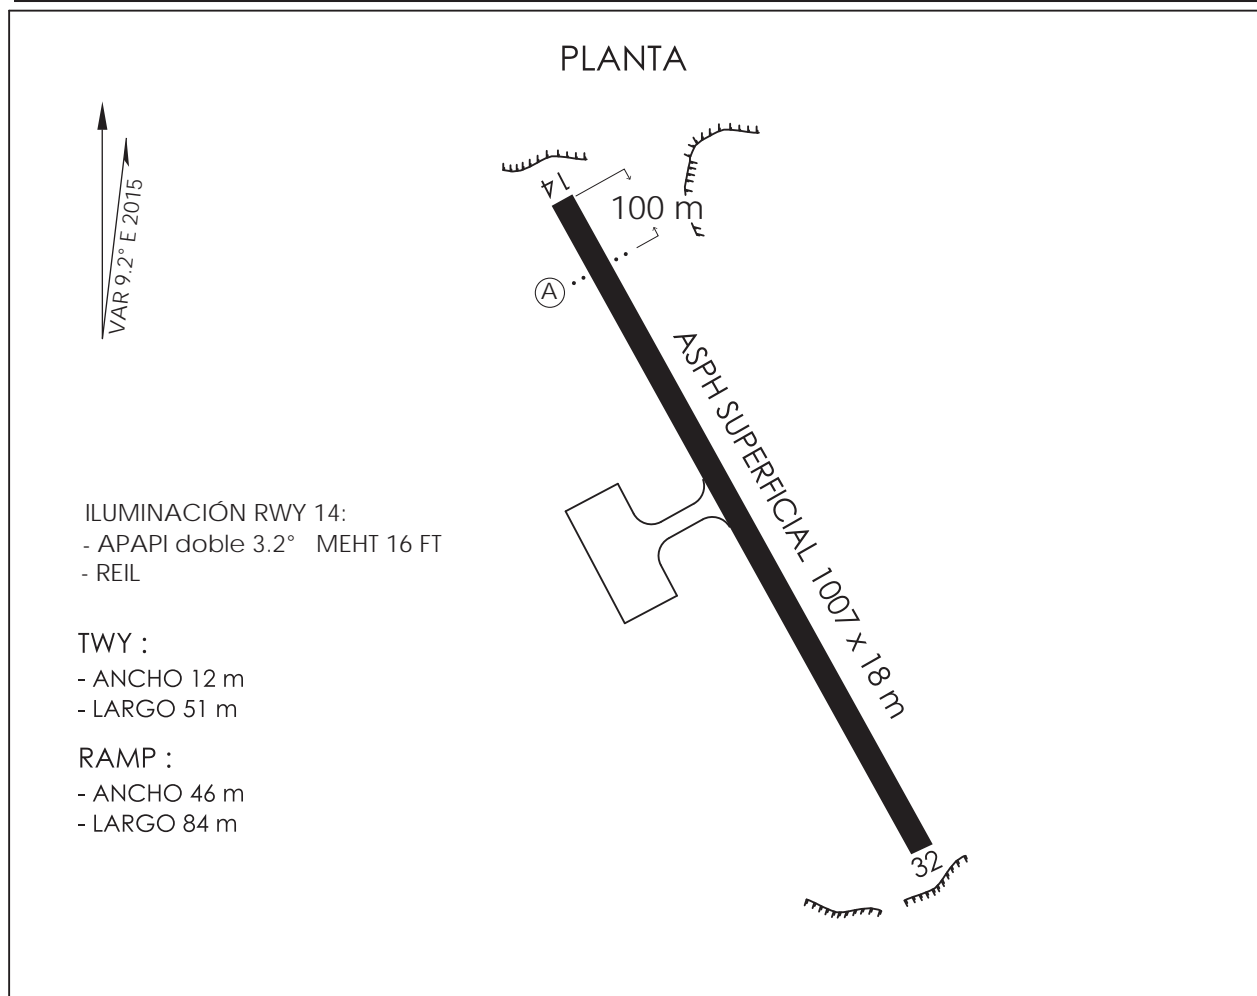 PLANTA
VAR 9.2° E 2015
14
100 m
A
ASPH SUPERFICIAL 1007 x 18 m
ILUMINACIÓN RWY 14:
- APAPI doble 3.2° MEHT 16 FT
- REIL
TWY :
- ANCHO 12 m
- LARGO 51 m
RAMP :
- ANCHO 46 m
- LARGO 84 m
32